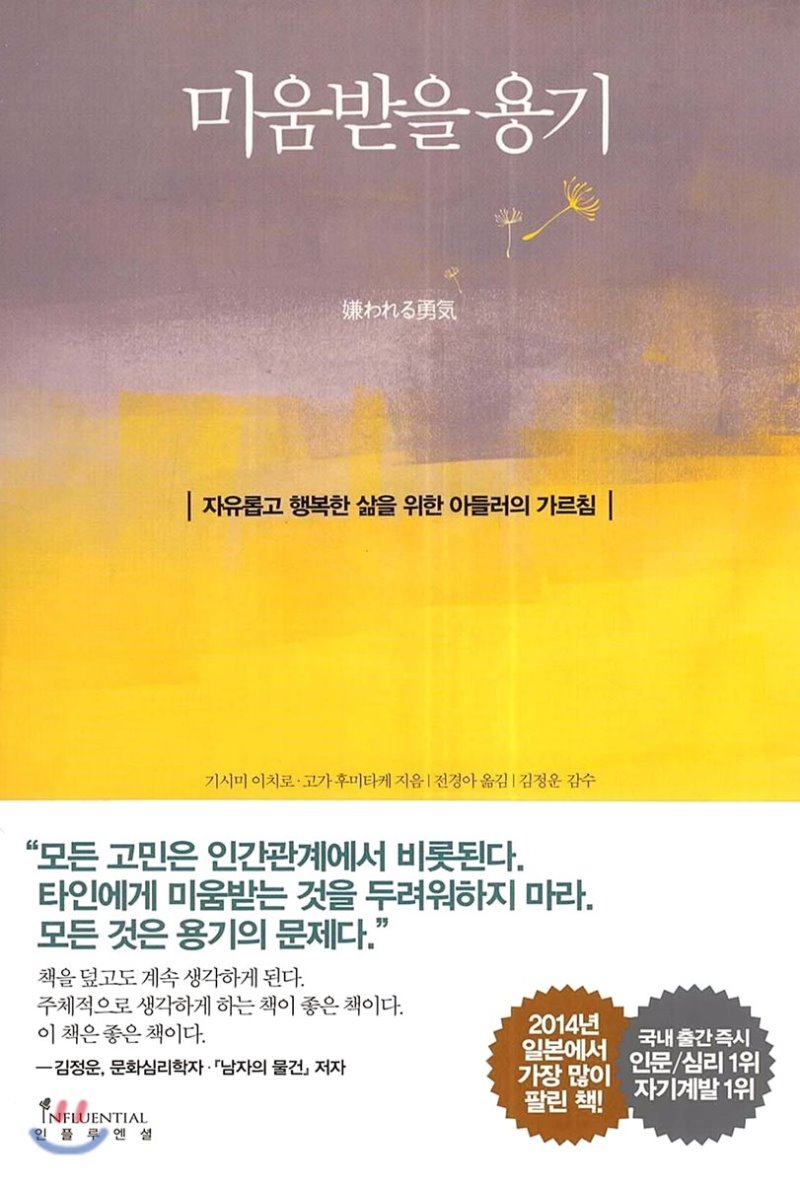 미움받을 용기
嫌われる勇気
| 자유롭고 행복한 삶을 위한 아들러의 가르침 |
기시미 이치로 · 고가 후미타케 지음 | 전경아 옮김 | 김정운 감수
“모든 고민은 인간관계에서 비롯된다.
타인에게 미움받는 것을 두려워하지 마라.
모든 것은 용기의 문제다.”
책을 덮고도 계속 생각하게 된다.
주체적으로 생각하게 하는 책이 좋은 책이다.
이 책은 좋은 책이다.
—김정운, 문화심리학자 · 『남자의 물건』 저자
2014년
일본에서
가장 많이
팔린 책!
국내 출간 즉시
인문/심리 1위
자기계발 1위
INFLUENTIAL
인플루엔셜